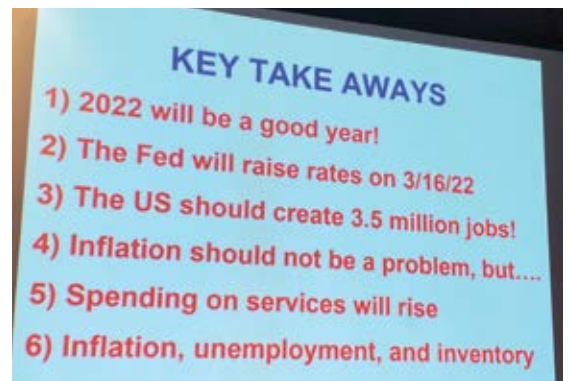 KEY TAKE AWAYS
1) 2022 will be a good year!
2) The Fed will raise rates on 3/16/22
3) The US should create 3.5 million jobs!
4) Inflation should not be a problem, but....
5) Spending on services will rise
6) Inflation, unemployment, and inventory